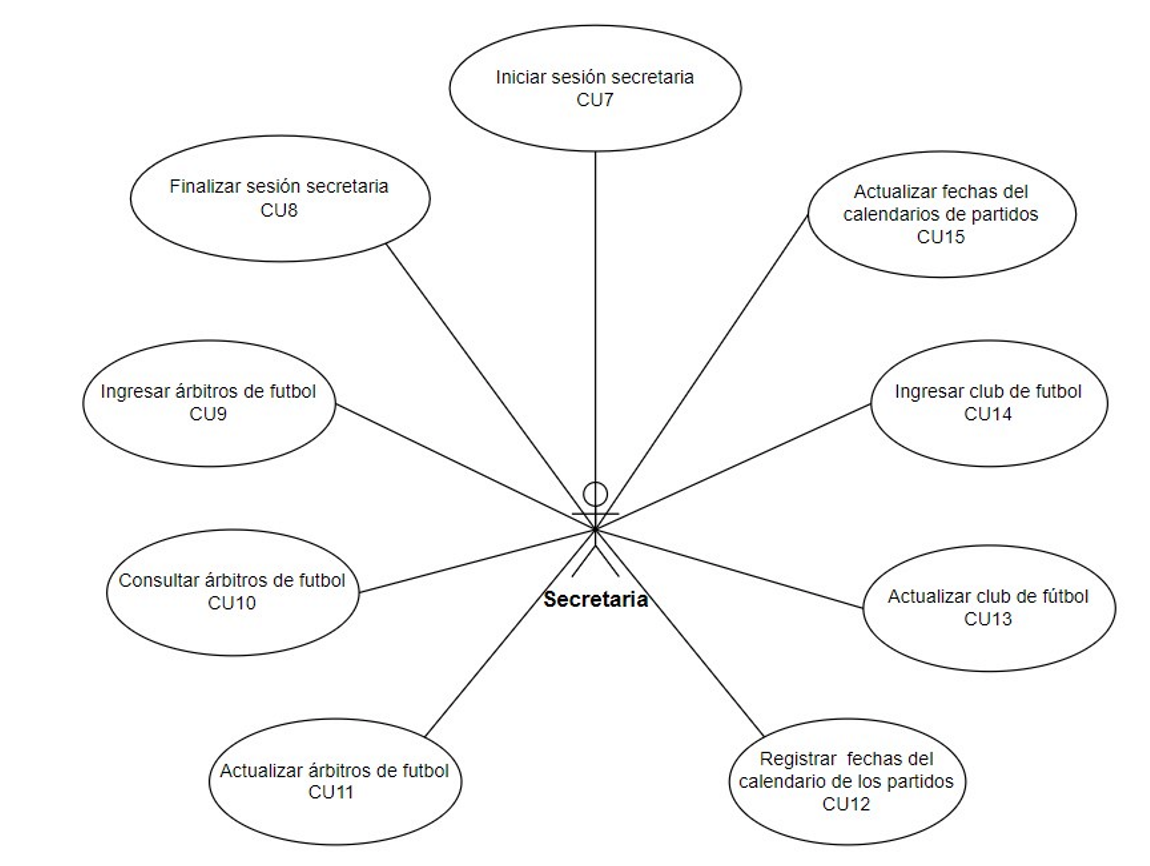 Iniciar sesión secretaria
CU7
Finalizar sesión secretaria
CU8
Actualizar fechas del
calendarios de partidos
CU15
Ingresar árbitros de futbol
CU9
Ingresar club de futbol
CU14
Consultar árbitros de futbol
CU10
Secretaria
Actualizar club de fútbol
CU13
Actualizar árbitros de futbol
CU11
Registrar  fechas del
calendario de los partidos
CU12